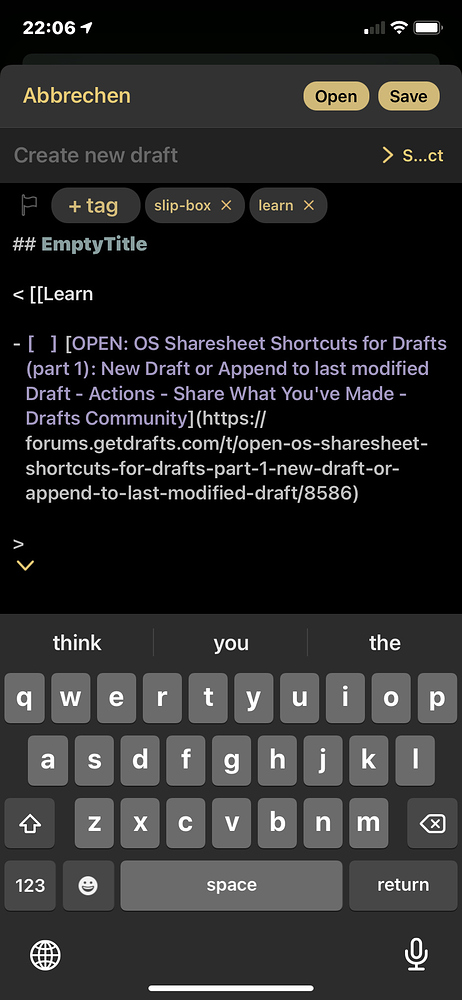 22:06
Abbrechen Open Save
Create new draft S...ct
+ tag slip-box × learn ×
## EmptyTitle
< [[Learn
- [ ] [OPEN: OS Sharesheet Shortcuts for Drafts
(part 1): New Draft or Append to last modified
Draft - Actions - Share What You've Made -
Drafts Community](https://
forums.getdrafts.com/t/open-os-sharesheet-
shortcuts-for-drafts-part-1-new-draft-or-
append-to-last-modified-draft/8586)
>
think you the
q w e r t y u i o p
a s d f g h j k l
z x c v b n m
123 space return